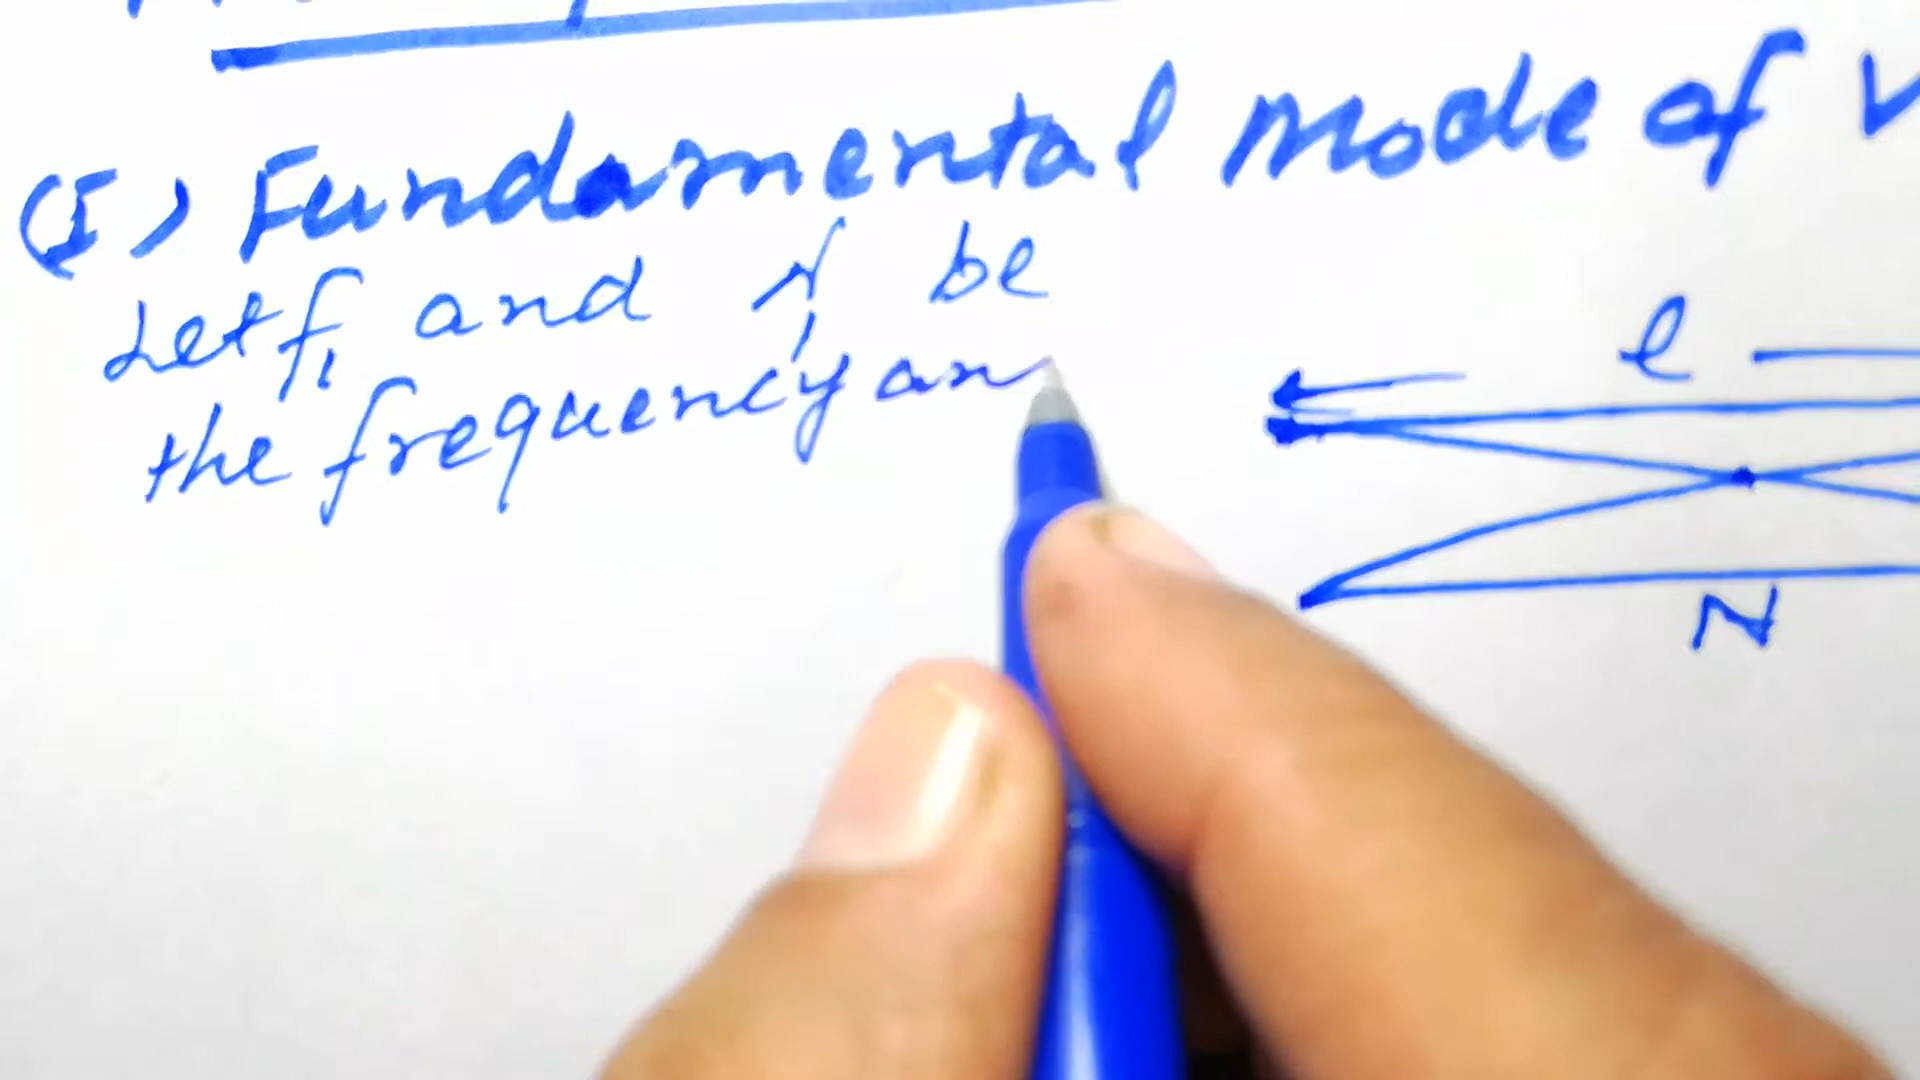 (I) Fundamental Mode of V
Let f₁ and λ₁ be
the frequency an
l
N